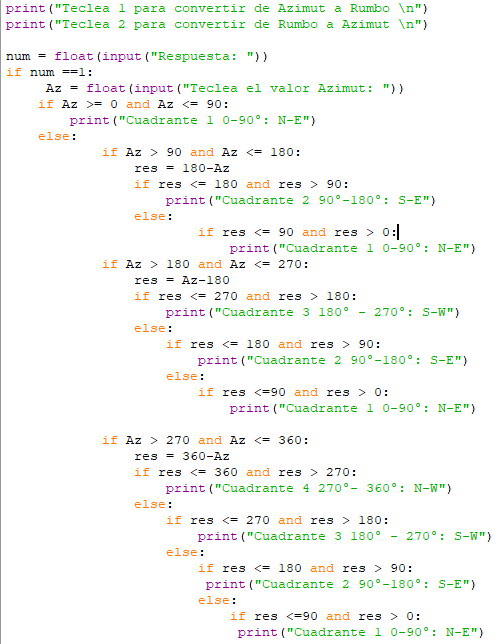 print("Teclea 1 para convertir de Azimut a Rumbo \n")
print("Teclea 2 para convertir de Rumbo a Azimut \n")
num = float(input("Respuesta: "))
if num ==1:
     Az = float(input("Teclea el valor Azimut: "))
    if Az >= 0 and Az <= 90:
        print("Cuadrante 1 0-90°: N-E")
    else:
            if Az > 90 and Az <= 180:
                res = 180-Az
                if res <= 180 and res > 90:
                    print("Cuadrante 2 90°-180°: S-E")
                else:
                        if res <= 90 and res > 0:
                            print("Cuadrante 1 0-90°: N-E")
            if Az > 180 and Az <= 270:
                res = Az-180
                if res <= 270 and res > 180:
                    print("Cuadrante 3 180° - 270°: S-W")
                else:
                    if res <= 180 and res > 90:
                        print("Cuadrante 2 90°-180°: S-E")
                    else:
                        if res <=90 and res > 0:
                            print("Cuadrante 1 0-90°: N-E")
            if Az > 270 and Az <= 360:
                res = 360-Az
                if res <= 360 and res > 270:
                    print("Cuadrante 4 270°- 360°: N-W")
                else:
                    if res <= 270 and res > 180:
                        print("Cuadrante 3 180° - 270°: S-W")
                    else:
                        if res <= 180 and res > 90:
                         print("Cuadrante 2 90°-180°: S-E")
                        else:
                            if res <=90 and res > 0:
                             print("Cuadrante 1 0-90°: N-E")